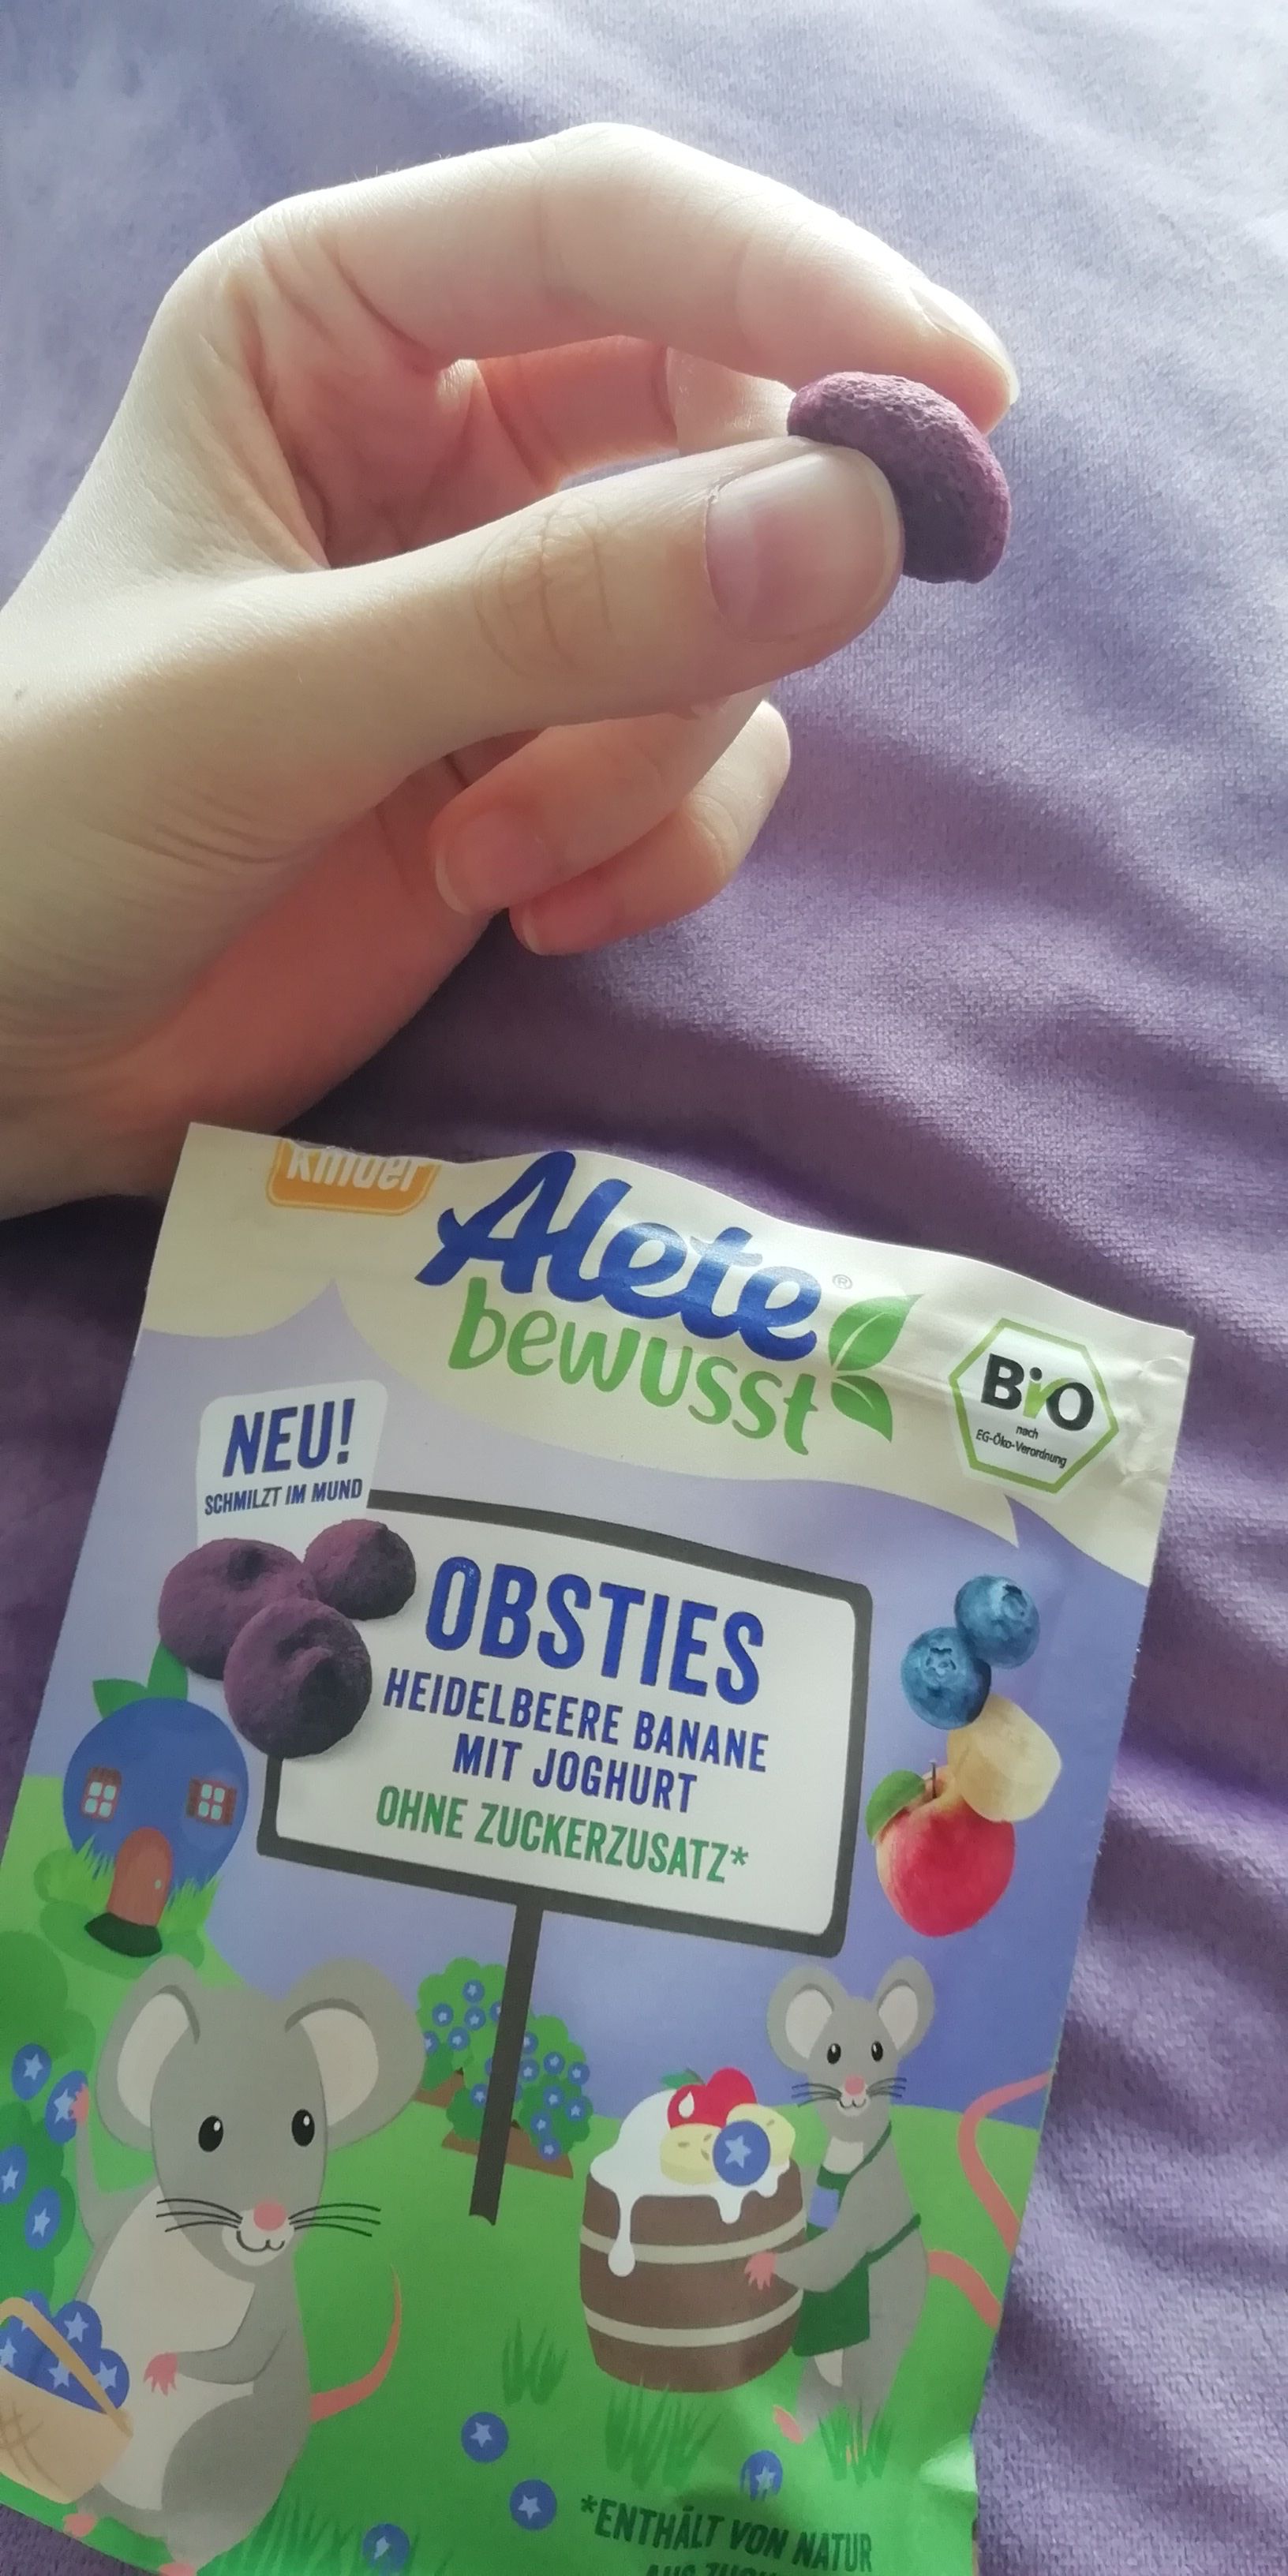 kinder
Alete®
bewusst
BiO
nach
EG-Öko-Verordnung
NEU!
SCHMILZT IM MUND
OBSTIES
HEIDELBEERE BANANE
MIT JOGHURT
OHNE ZUCKERZUSATZ*
*ENTHÄLT VON NATUR
AUS